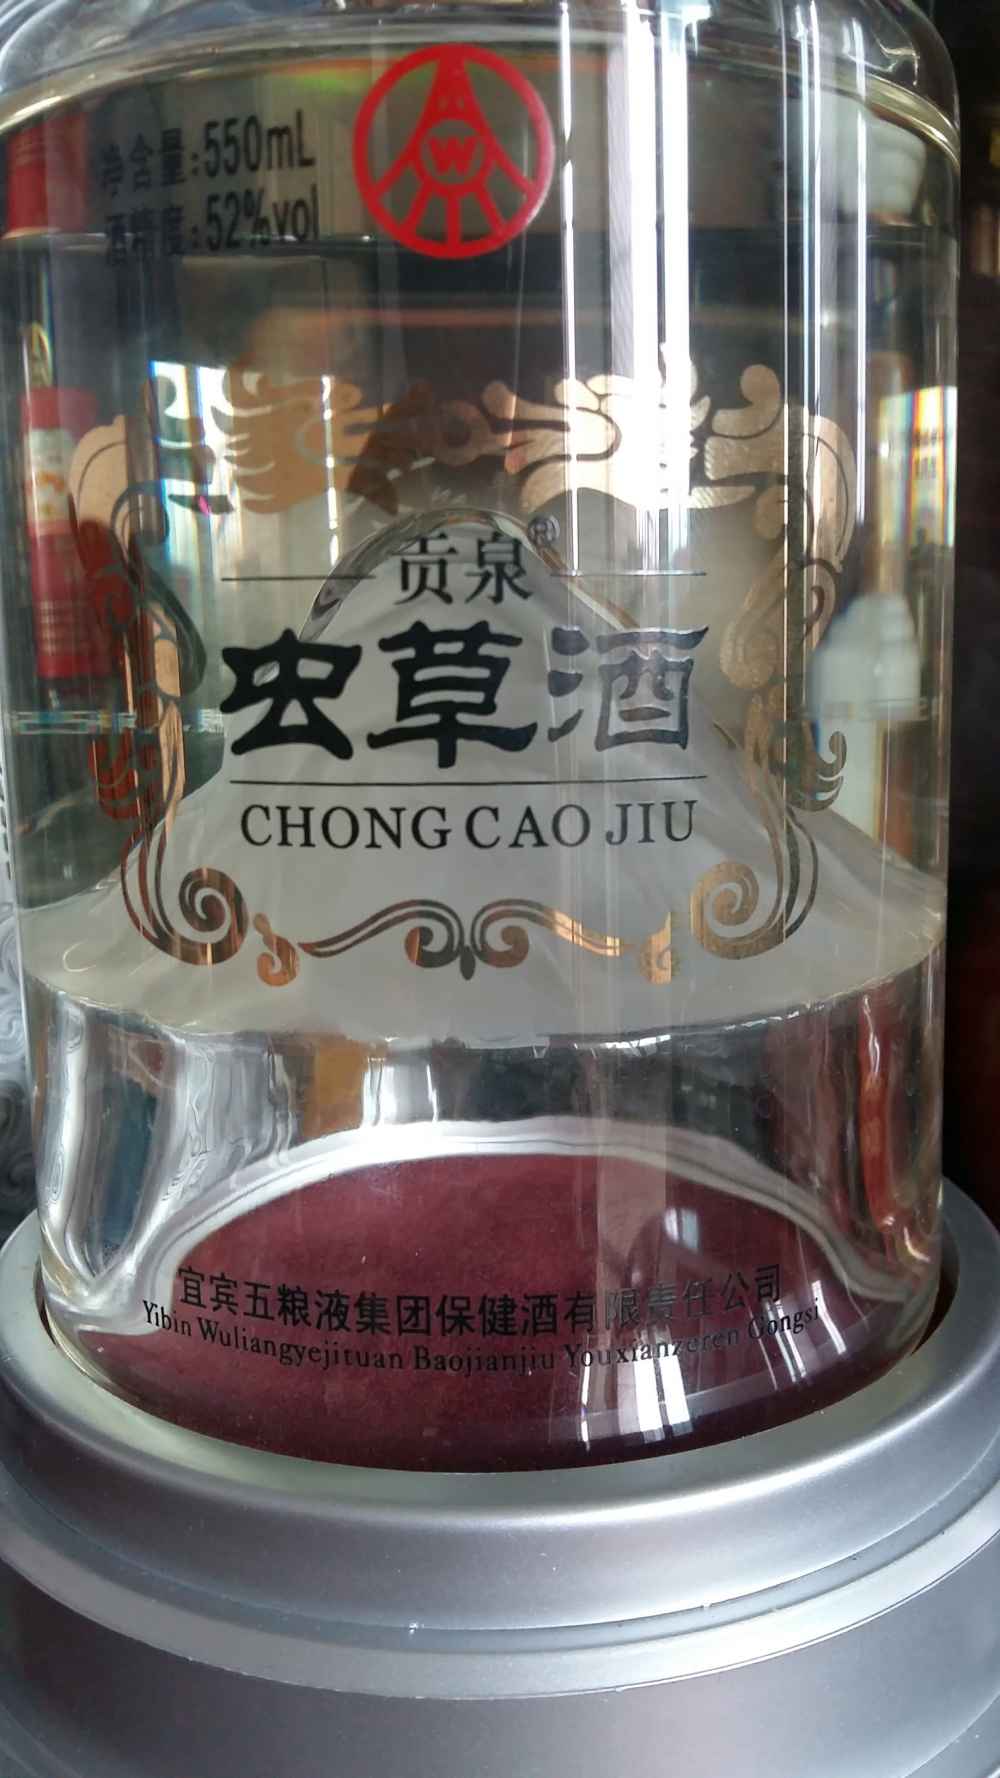 净含量:550mL
酒精度:52%vol
W
贡泉®
虫草酒
CHONG CAO JIU
宜宾五粮液集团保健酒有限责任公司
Yibin Wuliangyejituan Baojianjiu Youxianzeren Gongsi